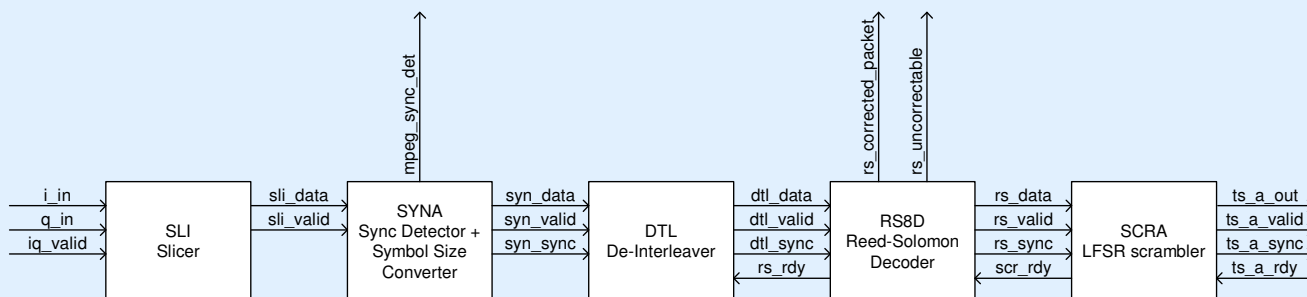 mpeg_sync_det
rs_corrected_packet
rs_uncorrectable
i_in
q_in
iq_valid
SLI
Slicer
sli_data
sli_valid
SYNA
Sync Detector +
Symbol Size
Converter
syn_data
syn_valid
syn_sync
DTL
De-Interleaver
dtl_data
dtl_valid
dtl_sync
rs_rdy
RS8D
Reed-Solomon
Decoder
rs_data
rs_valid
rs_sync
scr_rdy
SCRA
LFSR scrambler
ts_a_out
ts_a_valid
ts_a_sync
ts_a_rdy